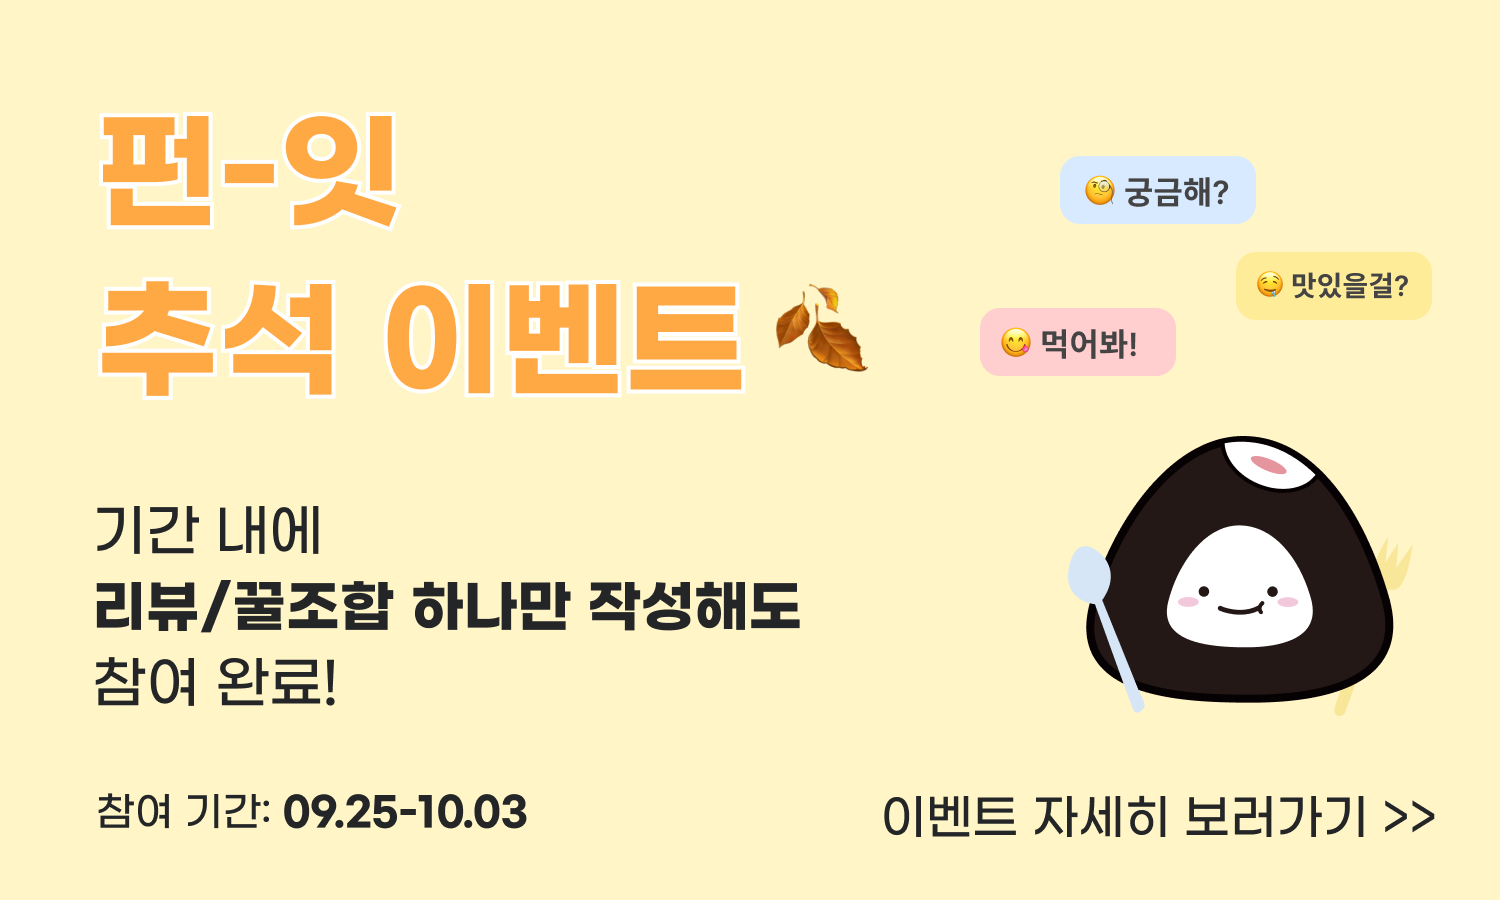 펀-잇
추석 이벤트 🍂
🧐 궁금해?
🤤 맛있을걸?
😋 먹어봐!
기간 내에
리뷰/꿀조합 하나만 작성해도
참여 완료!
참여 기간: 09.25-10.03
이벤트 자세히 보러가기 >>